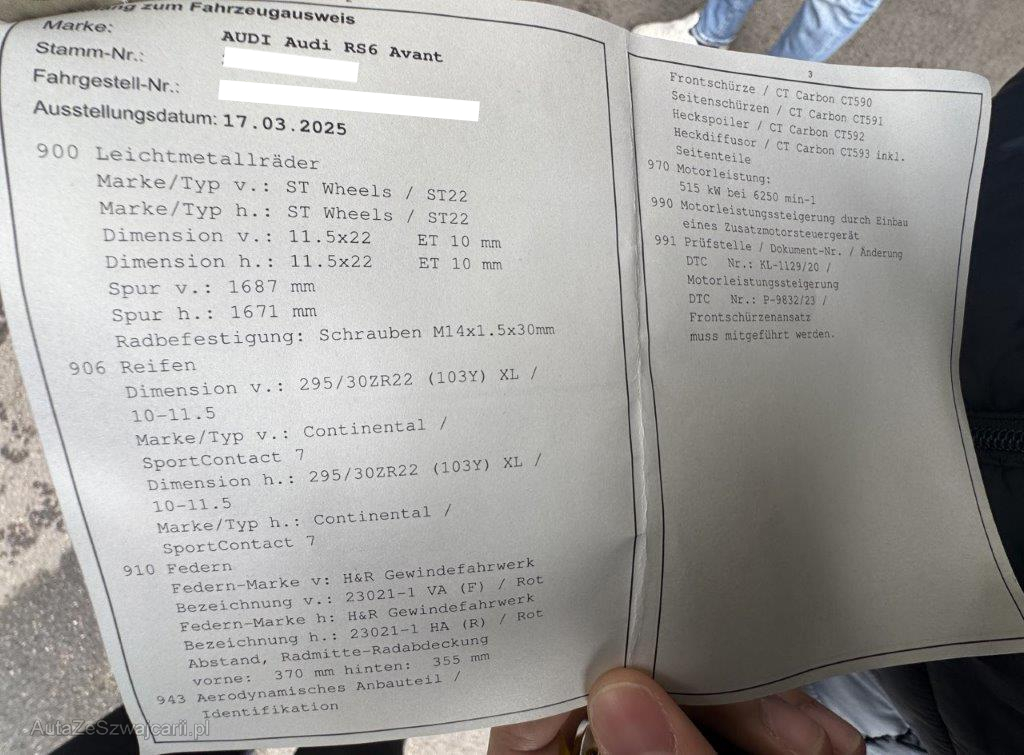 zum Fahrzeugausweis
Marke: AUDI Audi RS6 Avant
Stamm-Nr.:
Fahrgestell-Nr.:
Ausstellungsdatum: 17.03.2025
900 Leichtmetallräder
Marke/Typ v.: ST Wheels / ST22
Marke/Typ h.: ST Wheels / ST22
Dimension v.: 11.5x22 ET 10 mm
Dimension h.: 11.5x22 ET 10 mm
Spur v.: 1687 mm
Spur h.: 1671 mm
Radbefestigung: Schrauben M14x1.5x30mm
906 Reifen
Dimension v.: 295/30ZR22 (103Y) XL /
10-11.5
Marke/Typ v.: Continental /
SportContact 7
Dimension h.: 295/30ZR22 (103Y) XL /
10-11.5
Marke/Typ h.: Continental /
SportContact 7
910 Federn
Federn-Marke v: H&R Gewindefahrwerk
Bezeichnung v.: 23021-1 VA (F) / Rot
Federn-Marke h: H&R Gewindefahrwerk
Bezeichnung h.: 23021-1 HA (R) / Rot
Abstand, Radmitte-Radabdeckung
vorne: 370 mm hinten: 355 mm
943 Aerodynamisches Anbauteil /
Identifikation
3
Frontschürze / CT Carbon CT590
Seitenschürzen / CT Carbon CT591
Heckspoiler / CT Carbon CT592
Heckdiffusor / CT Carbon CT593 inkl.
Seitenteile
970 Motorleistung:
515 kW bei 6250 min-1
990 Motorleistungssteigerung durch Einbau
eines Zusatzmotorsteuergerät
991 Prüfstelle / Dokument-Nr. / Änderung
DTC Nr.: KL-1129/20 /
Motorleistungssteigerung
DTC Nr.: P-9832/23 /
Frontschürzenansatz
muss mitgeführt werden.
AutaZeSzwajcarii.pl